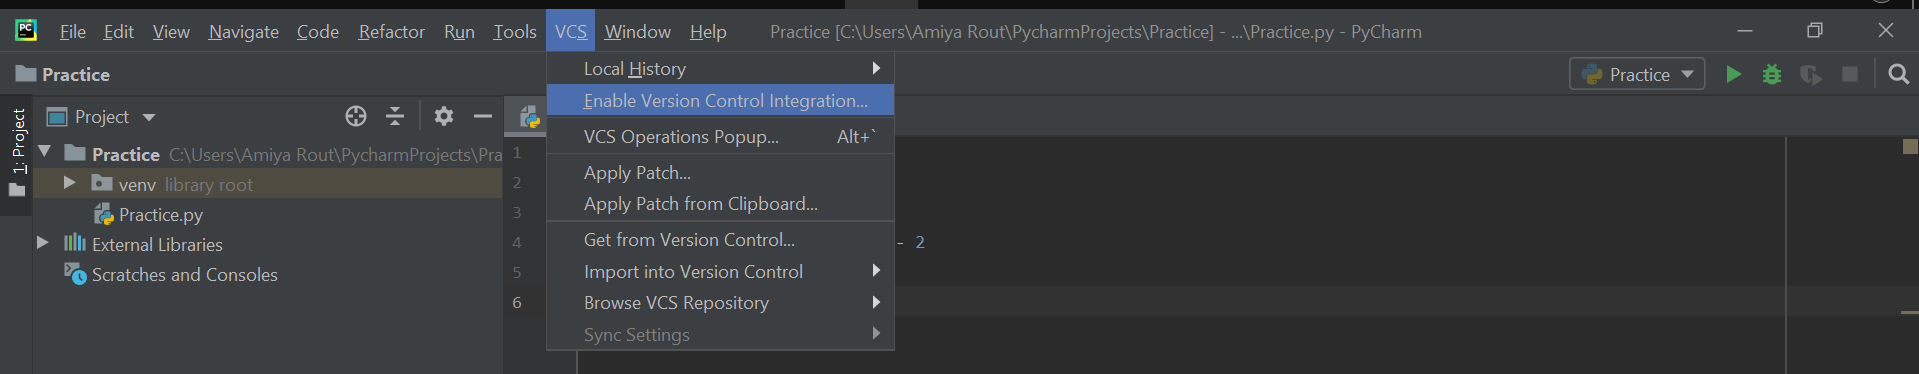 PC File Edit View Navigate Code Refactor Run Tools VCS Window Help Practice [C:\Users\Amiya Rout\PycharmProjects\Practice] - ...\Practice.py - PyCharm
Practice
Practice
1: Project
Project
Practice C:\Users\Amiya Rout\PycharmProjects\Pra
venv library root
Practice.py
External Libraries
Scratches and Consoles
Local History
Enable Version Control Integration...
VCS Operations Popup... Alt+`
Apply Patch...
Apply Patch from Clipboard...
Get from Version Control...
Import into Version Control
Browse VCS Repository
Sync Settings
1
2
3
4 - 2
5
6